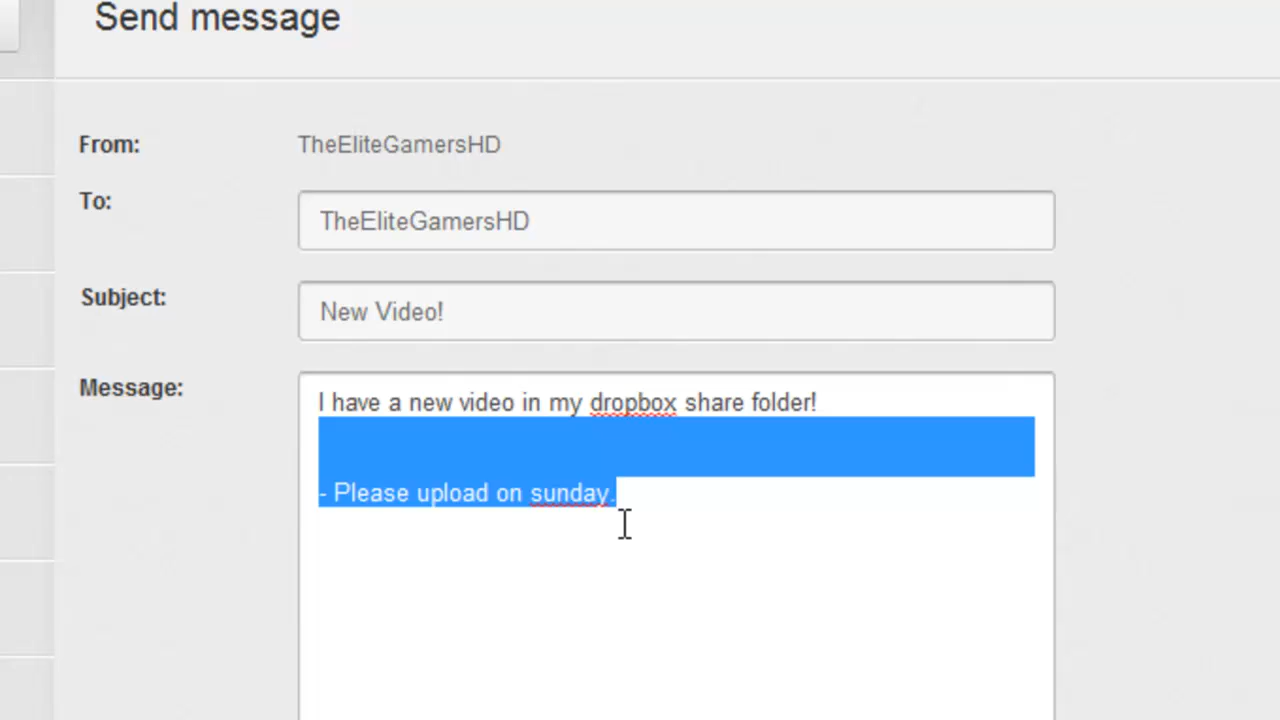 Send message
From: TheEliteGamersHD
To: TheEliteGamersHD
Subject: New Video!
Message: I have a new video in my dropbox share folder!
- Please upload on sunday.